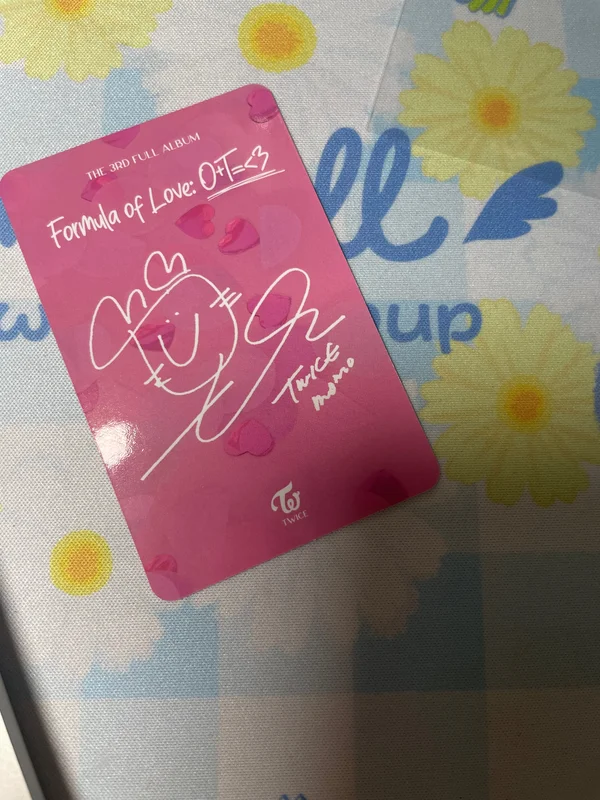 THE 3RD FULL ALBUM
Formula of Love: O+T=<3
TWICE
momo
TWICE